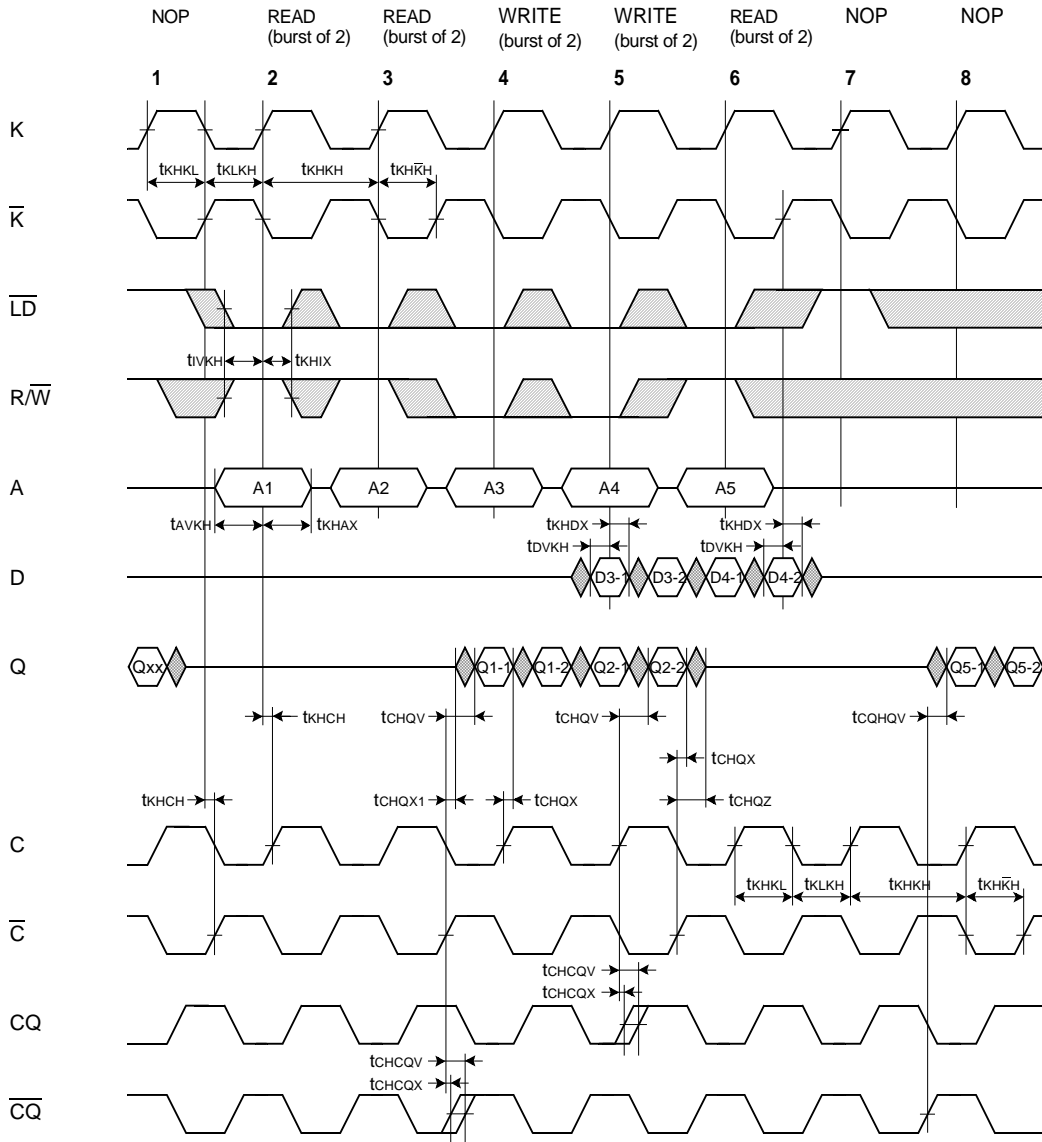 NOP READ READ WRITE WRITE READ NOP NOP
(burst of 2) (burst of 2) (burst of 2) (burst of 2) (burst of 2)
1 2 3 4 5 6 7 8
K
tKHKL tKLKH tKHKH tKHK̅H
K̅
L̅D̅
tIVKH tKHIX
R/W̅
A A1 A2 A3 A4 A5
tAVKH tKHAX tKHDX tKHDX
tDVKH tDVKH
D D3-1 D3-2 D4-1 D4-2
Q Qxx Q1-1 Q1-2 Q2-1 Q2-2 Q5-1 Q5-2
tKHCH tCHQV tCHQV tCQHQV
tCHQX
tKHCH tCHQX1 tCHQX tCHQZ
C
tKHKL tKLKH tKHKH tKHK̅H
C̅
tCHCQV
tCHCQX
CQ
tCHCQV
tCHCQX
C̅Q̅